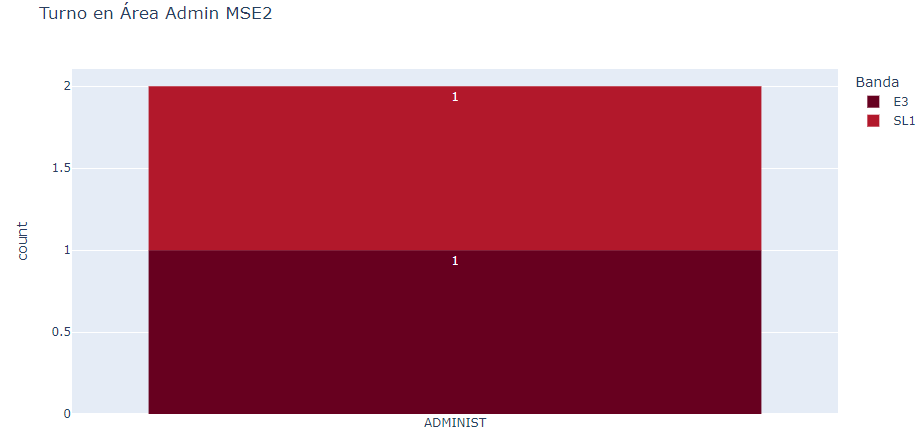 Turno en Área Admin MSE2
2
1.5
1
0.5
0
count
1
1
ADMINIST
Banda
E3
SL1